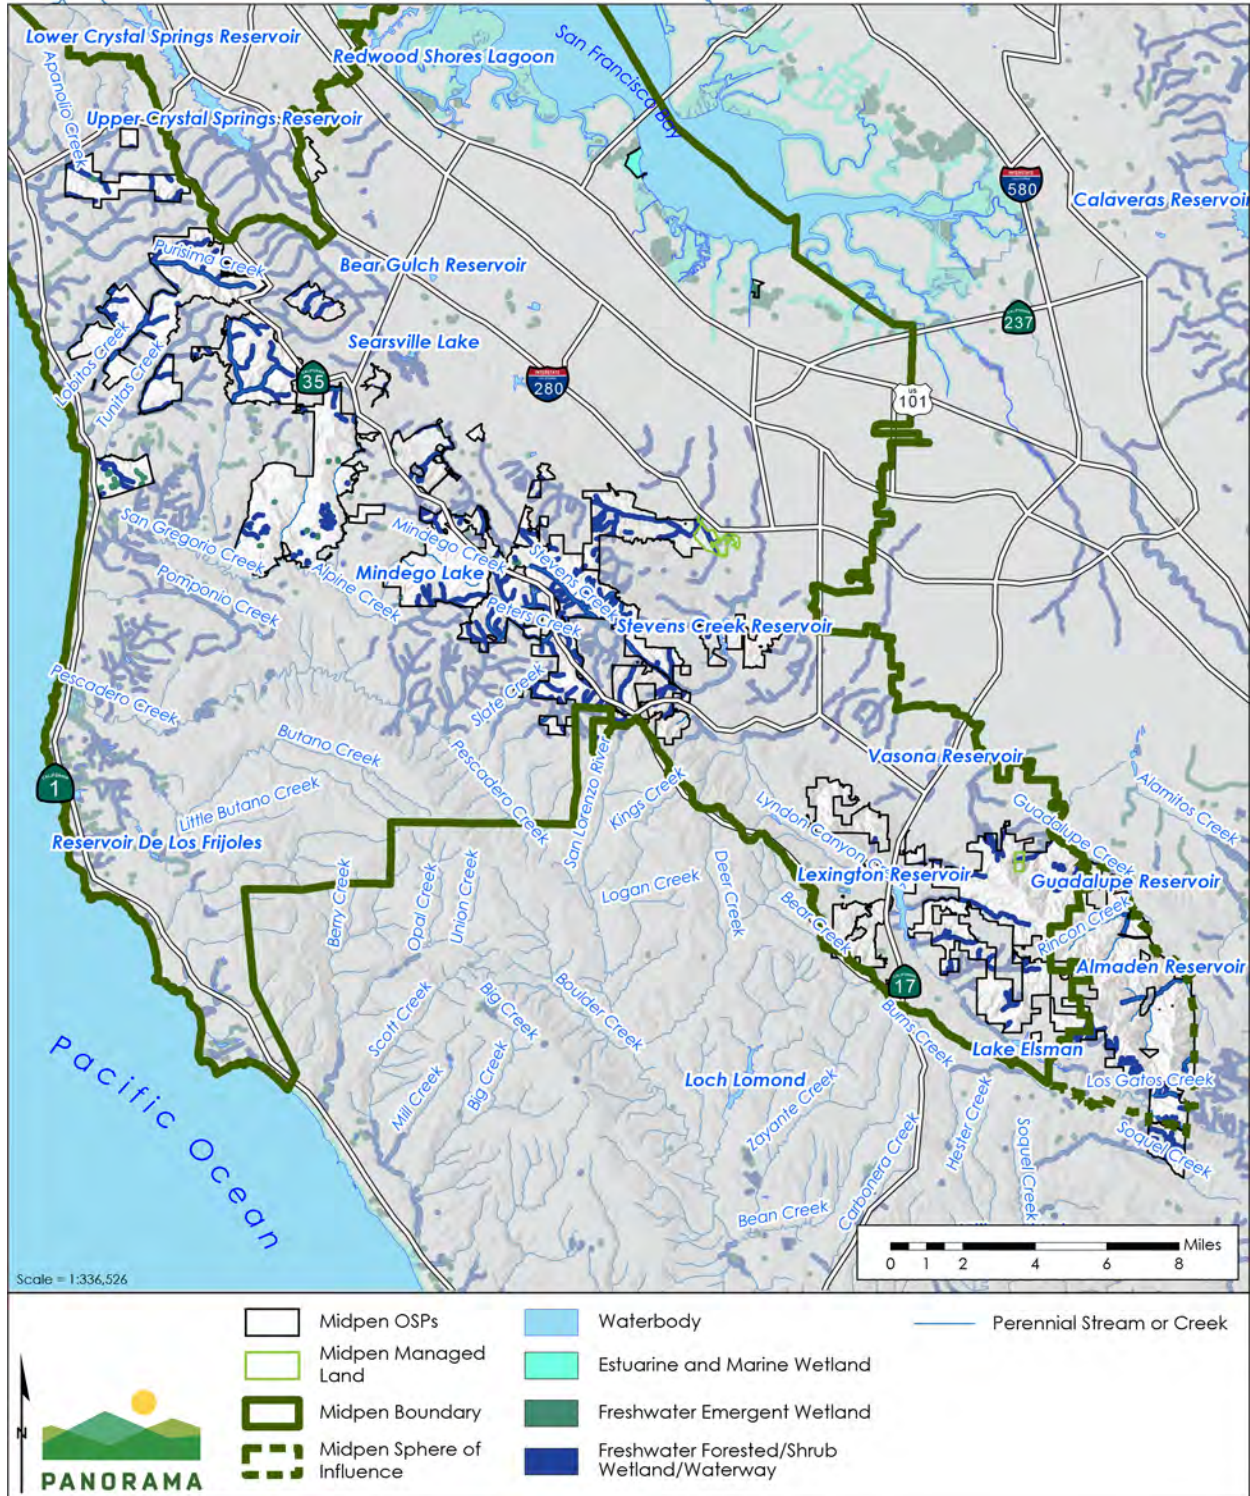 Lower Crystal Springs Reservoir
Redwood Shores Lagoon
San Francisco Bay
Apanolio Creek
Upper Crystal Springs Reservoir
INTERSTATE
580
Calaveras Reservoir
Purisima Creek
Bear Gulch Reservoir
Lobitos Creek
Tunitas Creek
Searsville Lake
CALIFORNIA
237
CALIFORNIA
35
INTERSTATE
280
US
101
San Gregorio Creek
Mindego Creek
Stevens Creek
Alpine Creek
Mindego Lake
Pomponio Creek
Peters Creek
Stevens Creek Reservoir
Pescadero Creek
Slate Creek
Butano Creek
Pescadero Creek
San Lorenzo River
Kings Creek
Vasona Reservoir
CALIFORNIA
1
Little Butano Creek
Lyndon Canyon Creek
Guadalupe Creek
Alamitos Creek
Reservoir De Los Frijoles
Berry Creek
Opal Creek
Union Creek
Logan Creek
Deer Creek
Lexington Reservoir
Guadalupe Reservoir
Bear Creek
Rincon Creek
Almaden Reservoir
CALIFORNIA
17
Scott Creek
Big Creek
Boulder Creek
Burns Creek
Lake Elsman
Pacific Ocean
Mill Creek
Big Creek
Loch Lomond
Zayante Creek
Los Gatos Creek
Hester Creek
Soquel Creek
Soquel Creek
Carbonera Creek
Bean Creek
Miles
0 1 2 4 6 8
Scale = 1:336,526
Midpen OSPs
Midpen Managed
Land
Midpen Boundary
Midpen Sphere of
Influence
Waterbody
Estuarine and Marine Wetland
Freshwater Emergent Wetland
Freshwater Forested/Shrub
Wetland/Waterway
Perennial Stream or Creek
N
PANORAMA